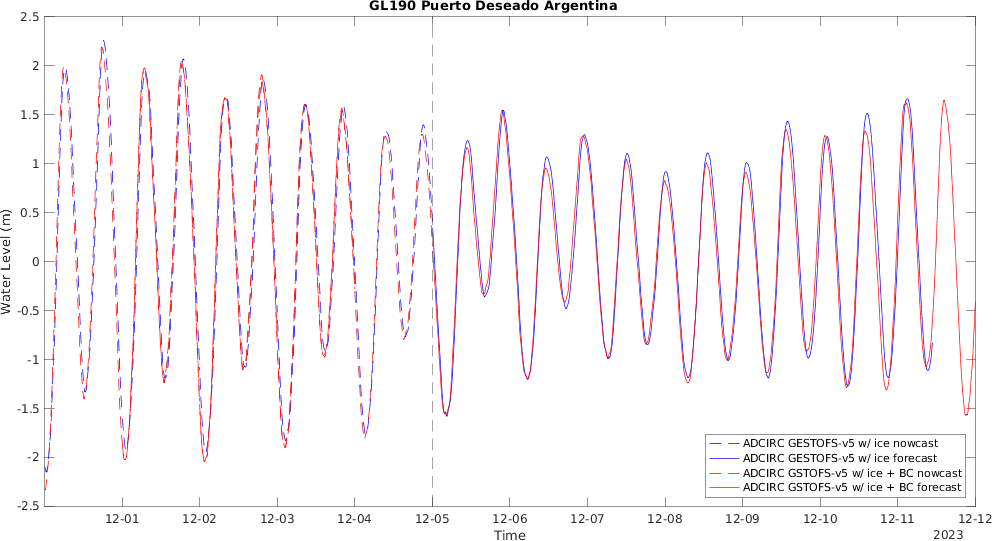 GL190 Puerto Deseado Argentina
2.5
2
1.5
1
0.5
0
-0.5
-1
-1.5
-2
-2.5
Water Level (m)
ADCIRC GESTOFS-v5 w/ ice nowcast
ADCIRC GESTOFS-v5 w/ ice forecast
ADCIRC GSTOFS-v5 w/ ice + BC nowcast
ADCIRC GSTOFS-v5 w/ ice + BC forecast
12-01 12-02 12-03 12-04 12-05 12-06 12-07 12-08 12-09 12-10 12-11 12-12
Time
2023